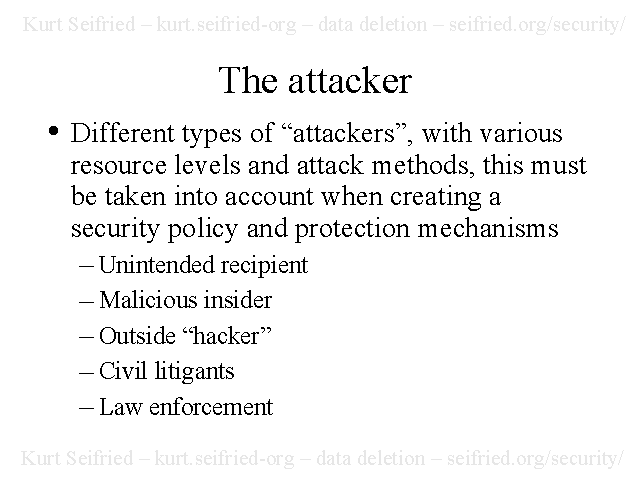 Kurt Seifried – kurt.seifried-org – data deletion – seifried.org/security/
The attacker
• Different types of “attackers”, with various
resource levels and attack methods, this must
be taken into account when creating a
security policy and protection mechanisms
– Unintended recipient
– Malicious insider
– Outside “hacker”
– Civil litigants
– Law enforcement
Kurt Seifried – kurt.seifried-org – data deletion – seifried.org/security/